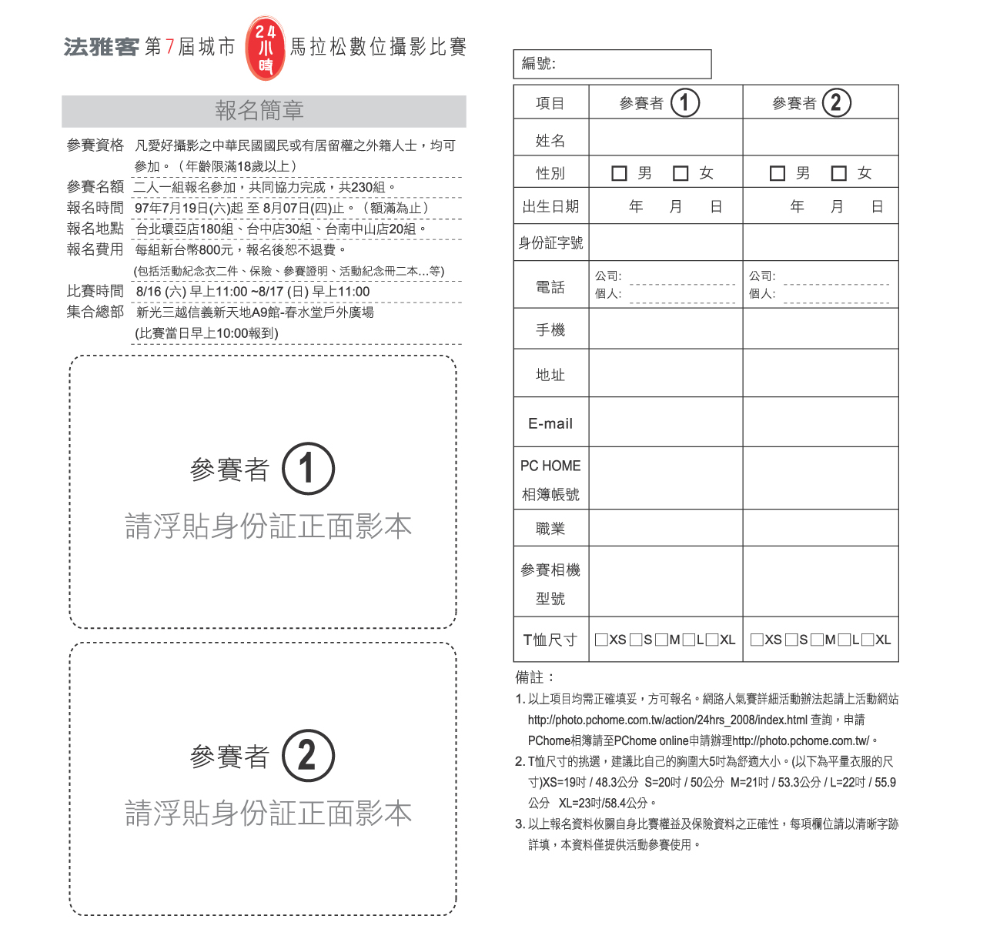 法雅客 第7屆城市 24小時 馬拉松數位攝影比賽
報名簡章
參賽資格 凡愛好攝影之中華民國國民或有居留權之外籍人士，均可
參加。（年齡限滿18歲以上）
參賽名額 二人一組報名參加，共同協力完成，共230組。
報名時間 97年7月19日(六)起 至 8月07日(四)止。（額滿為止）
報名地點 台北環亞店180組、台中店30組、台南中山店20組。
報名費用 每組新台幣800元，報名後恕不退費。
(包括活動紀念衣二件、保險、參賽證明、活動紀念冊二本...等)
比賽時間 8/16 (六) 早上11:00 ~8/17 (日) 早上11:00
集合總部 新光三越信義新天地A9館-春水堂戶外廣場
(比賽當日早上10:00報到)
參賽者 1
請浮貼身份証正面影本
參賽者 2
請浮貼身份証正面影本
編號:
項目 參賽者 1 參賽者 2
姓名
性別 □ 男 □ 女 □ 男 □ 女
出生日期 年 月 日 年 月 日
身份証字號
電話 公司: 公司:
個人: 個人:
手機
地址
E-mail
PC HOME
相簿帳號
職業
參賽相機
型號
T恤尺寸 □XS □S □M □L □XL □XS □S □M □L □XL
備註：
1. 以上項目均需正確填妥，方可報名。網路人氣賽詳細活動辦法起請上活動網站
http://photo.pchome.com.tw/action/24hrs_2008/index.html 查詢，申請
PChome相簿請至PChome online申請辦理http://photo.pchome.com.tw/。
2. T恤尺寸的挑選，建議比自己的胸圍大5吋為舒適大小。(以下為平量衣服的尺
寸)XS=19吋 / 48.3公分 S=20吋 / 50公分 M=21吋 / 53.3公分 / L=22吋 / 55.9
公分 XL=23吋/58.4公分。
3. 以上報名資料攸關自身比賽權益及保險資料之正確性，每項欄位請以清晰字跡
詳填，本資料僅提供活動參賽使用。